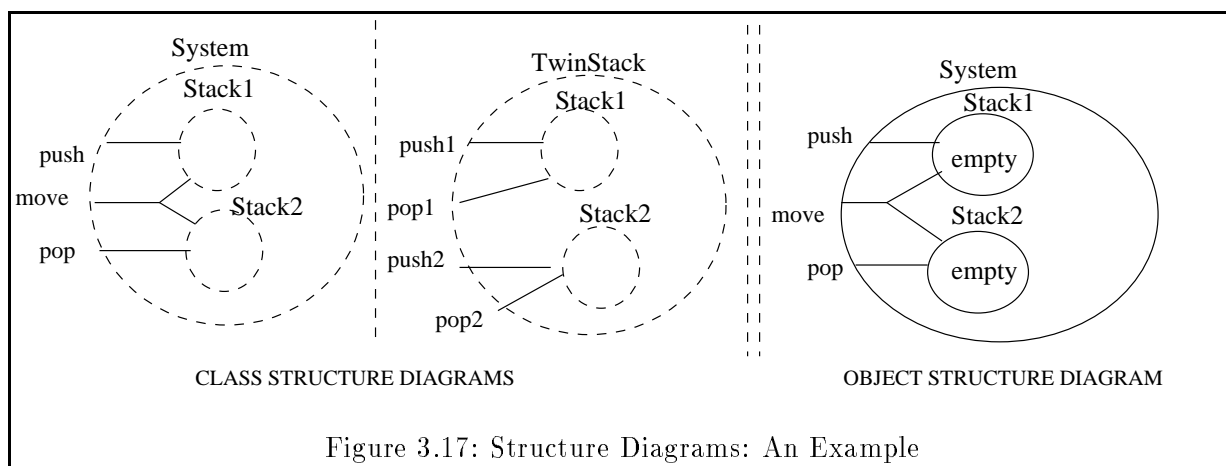 System
Stack1
push
move
Stack2
pop
TwinStack
Stack1
push1
pop1
Stack2
push2
pop2
System
Stack1
push
empty
move
Stack2
pop
empty
CLASS STRUCTURE DIAGRAMS
OBJECT STRUCTURE DIAGRAM
Figure 3.17: Structure Diagrams: An Example